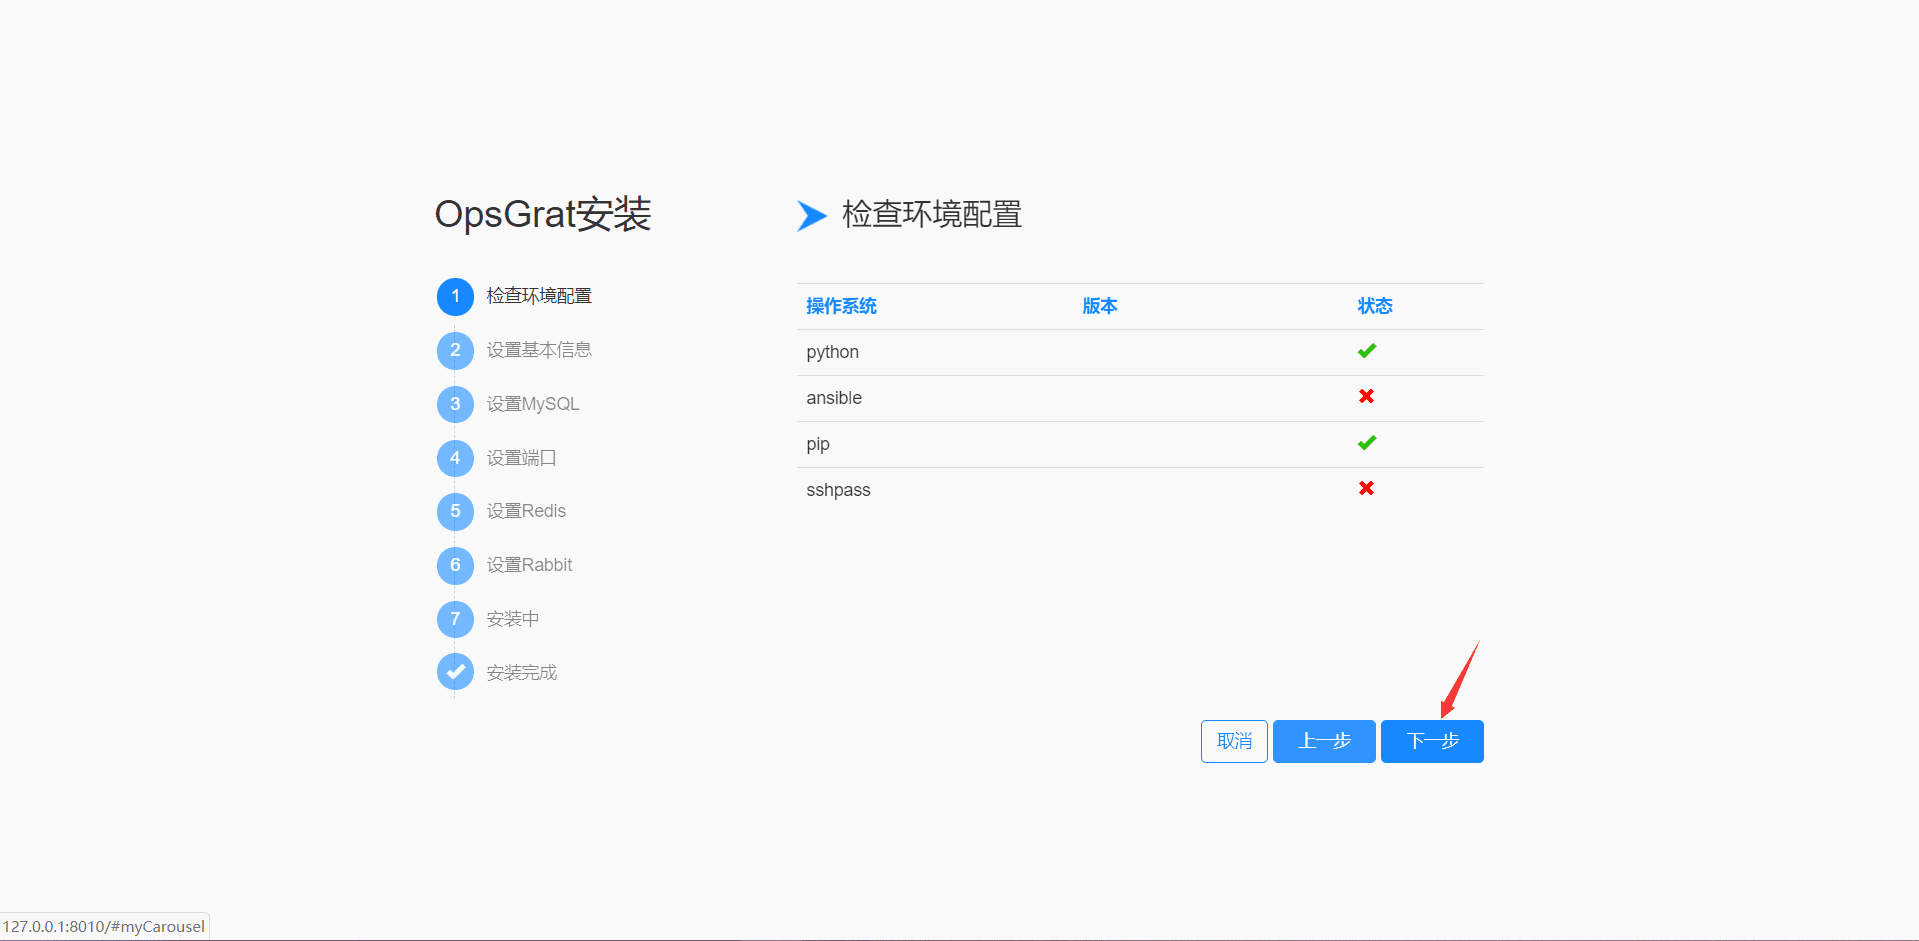 OpsGrat安装
1 检查环境配置
2 设置基本信息
3 设置MySQL
4 设置端口
5 设置Redis
6 设置Rabbit
7 安装中
安装完成
检查环境配置
操作系统 版本 状态
python
ansible
pip
sshpass
取消 上一步 下一步
127.0.0.1:8010/#myCarousel